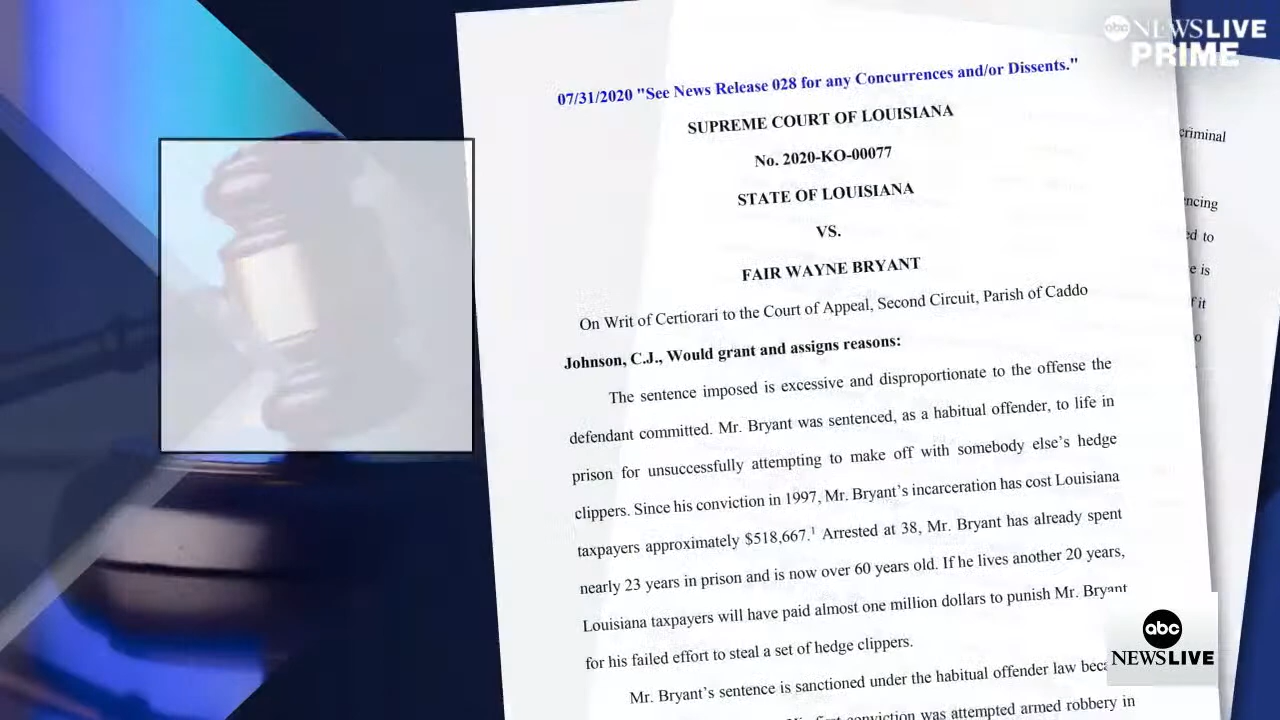 abc NEWSLIVE
PRIME
07/31/2020 "See News Release 028 for any Concurrences and/or Dissents."
SUPREME COURT OF LOUISIANA
No. 2020-KO-00077
STATE OF LOUISIANA
VS.
FAIR WAYNE BRYANT
On Writ of Certiorari to the Court of Appeal, Second Circuit, Parish of Caddo
Johnson, C.J., Would grant and assigns reasons:
The sentence imposed is excessive and disproportionate to the offense the
defendant committed. Mr. Bryant was sentenced, as a habitual offender, to life in
prison for unsuccessfully attempting to make off with somebody else’s hedge
clippers. Since his conviction in 1997, Mr. Bryant’s incarceration has cost Louisiana
taxpayers approximately $518,667.¹ Arrested at 38, Mr. Bryant has already spent
nearly 23 years in prison and is now over 60 years old. If he lives another 20 years,
Louisiana taxpayers will have paid almost one million dollars to punish Mr. Bryant
for his failed effort to steal a set of hedge clippers.
Mr. Bryant’s sentence is sanctioned under the habitual offender law beca
first conviction was attempted armed robbery in
criminal
ncing
ed to
e is
f it
o
abc
NEWSLIVE